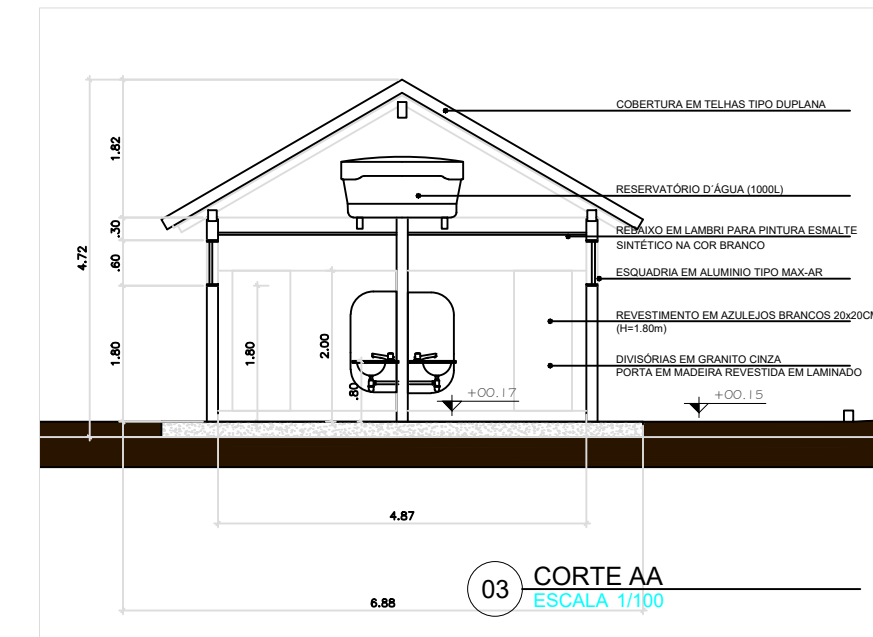 COBERTURA EM TELHAS TIPO DUPLANA
1.82
RESERVATÓRIO D´ÁGUA (1000L)
.30
REBAIXO EM LAMBRI PARA PINTURA ESMALTE
SINTÉTICO NA COR BRANCO
4.72
.60
ESQUADRIA EM ALUMINIO TIPO MAX-AR
REVESTIMENTO EM AZULEJOS BRANCOS 20x20CM
(H=1.80m)
1.80
1.80
2.00
DIVISÓRIAS EM GRANITO CINZA
PORTA EM MADEIRA REVESTIDA EM LAMINADO
.80
+00.17
+00.15
4.87
03
CORTE AA
ESCALA 1/100
6.88